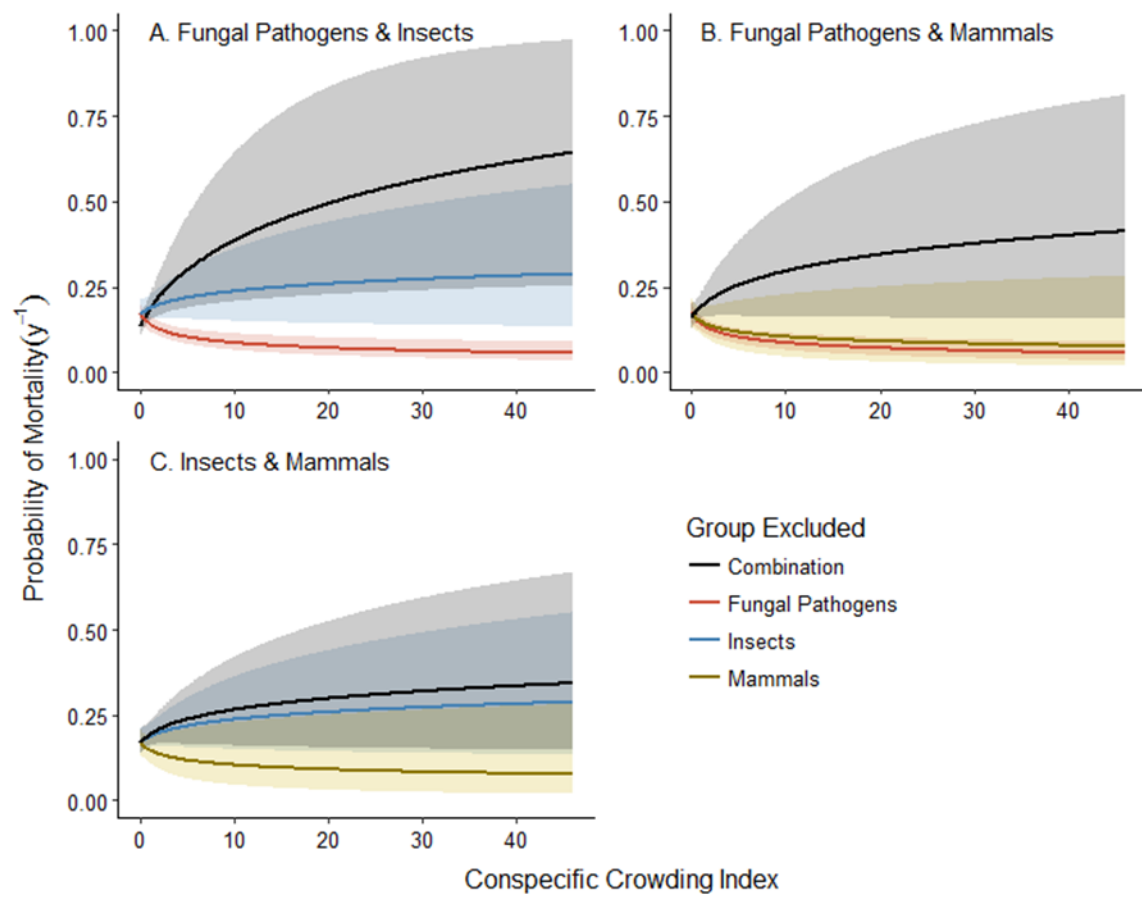 A. Fungal Pathogens & Insects
1.00
0.75
0.50
0.25
0.00
0 10 20 30 40
B. Fungal Pathogens & Mammals
1.00
0.75
0.50
0.25
0.00
0 10 20 30 40
C. Insects & Mammals
1.00
0.75
0.50
0.25
0.00
0 10 20 30 40
Probability of Mortality(y⁻¹)
Conspecific Crowding Index
Group Excluded
Combination
Fungal Pathogens
Insects
Mammals